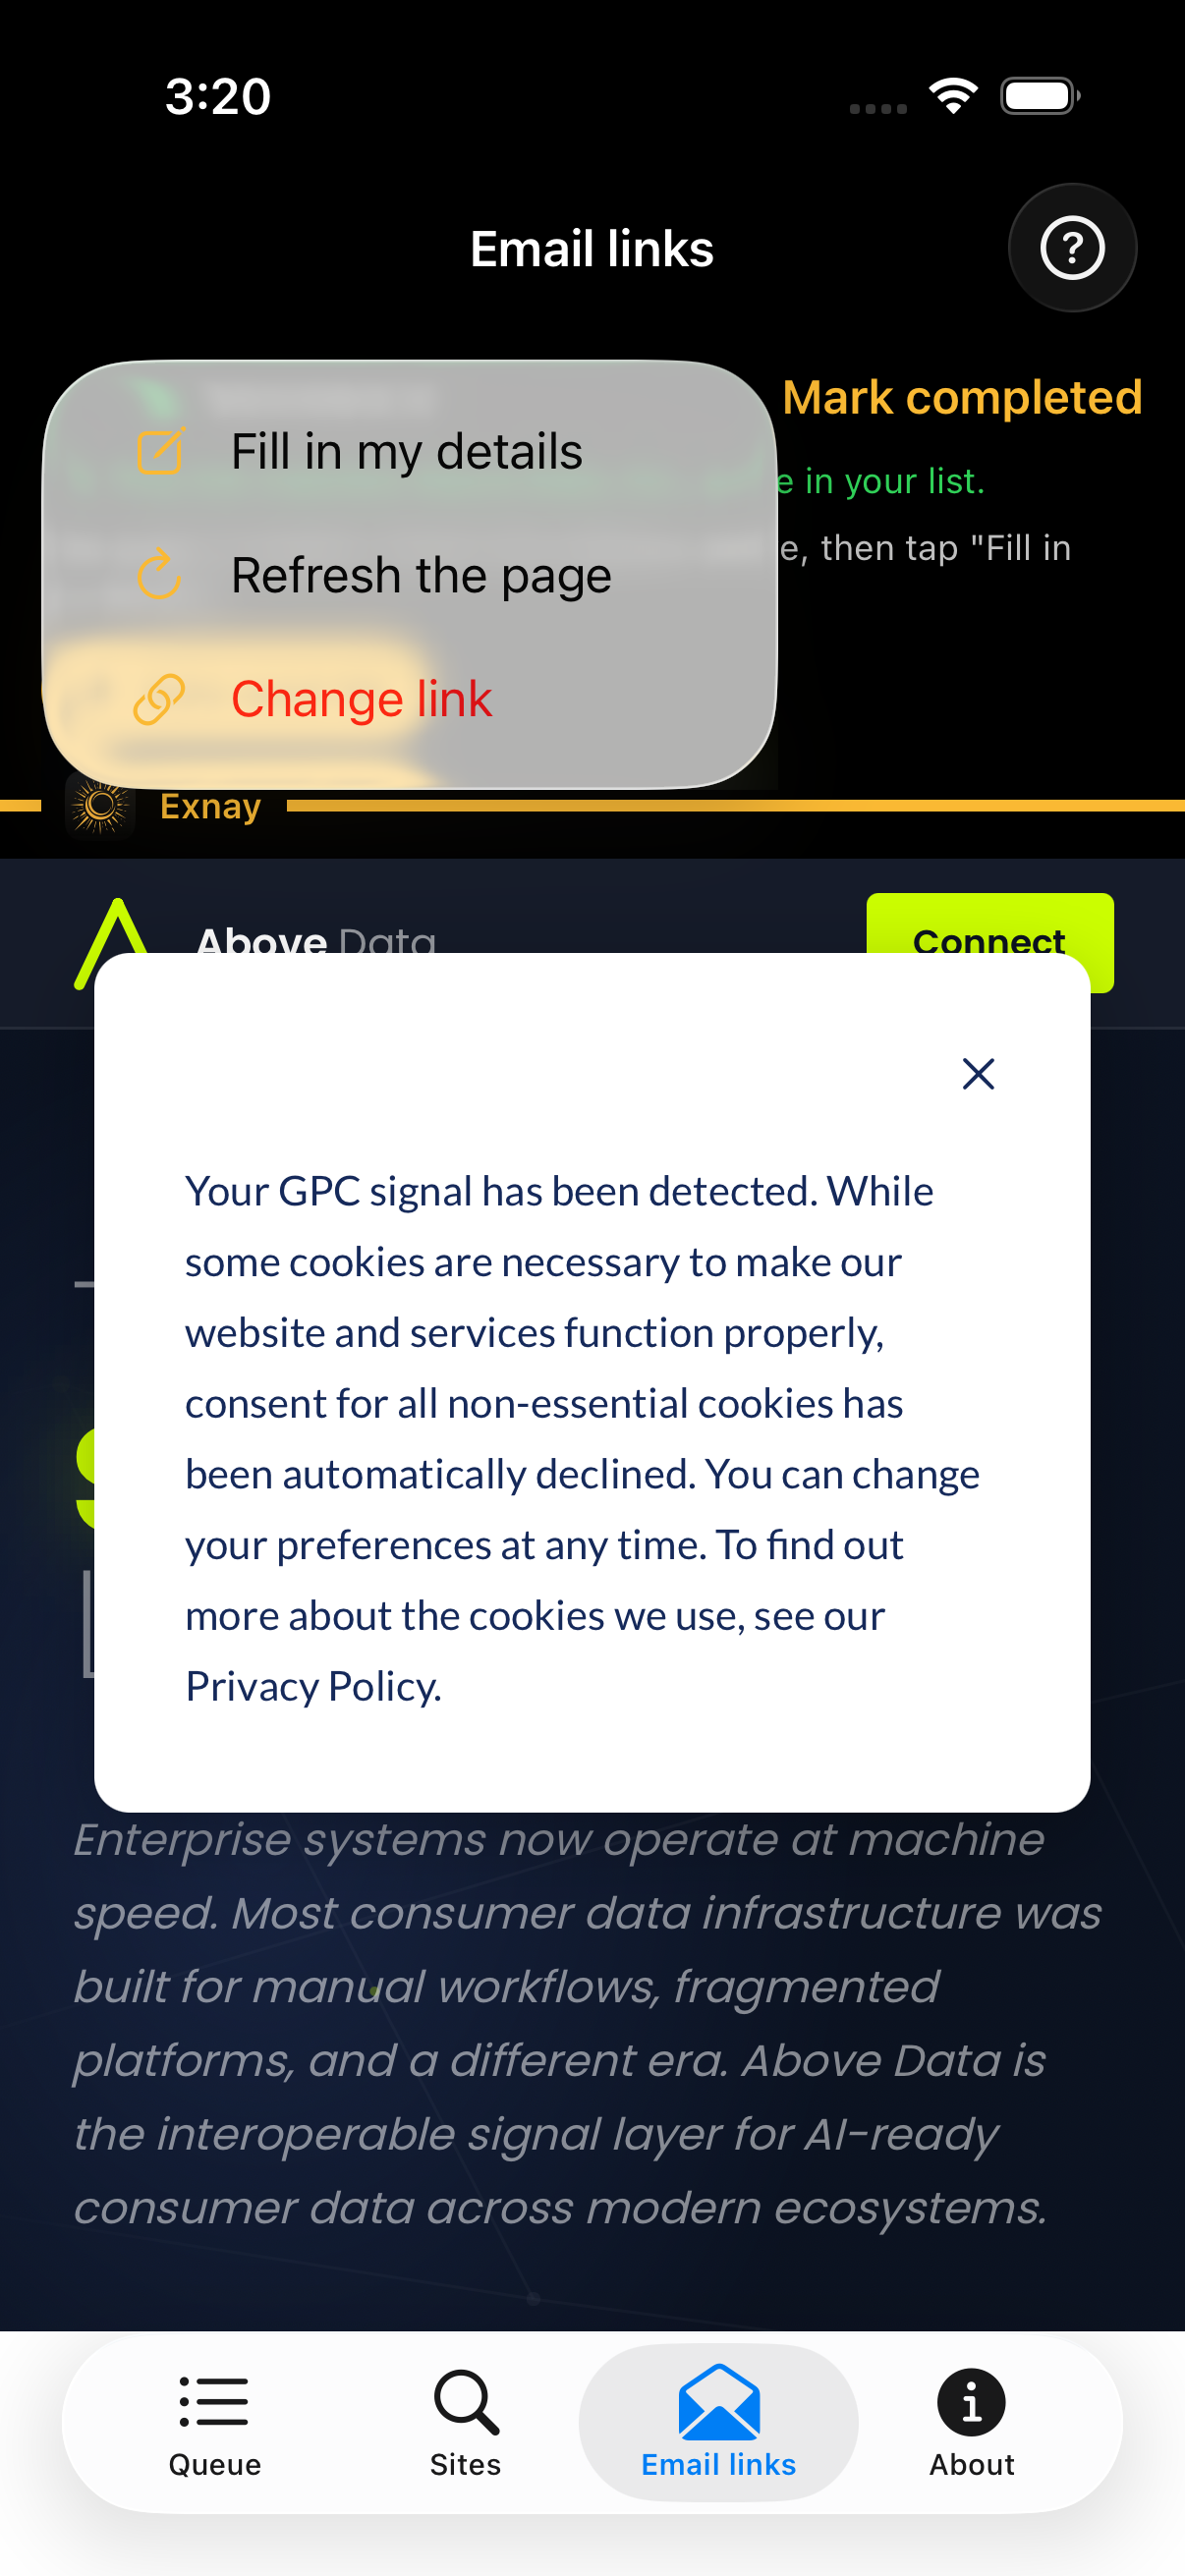 3:20
Email links
Mark completed
Fill in my details
e in your list.
e, then tap "Fill in
Refresh the page
Change link
Exnay
Above Data
Connect
Your GPC signal has been detected. While
some cookies are necessary to make our
website and services function properly,
consent for all non-essential cookies has
been automatically declined. You can change
your preferences at any time. To find out
more about the cookies we use, see our
Privacy Policy.
Enterprise systems now operate at machine
speed. Most consumer data infrastructure was
built for manual workflows, fragmented
platforms, and a different era. Above Data is
the interoperable signal layer for AI-ready
consumer data across modern ecosystems.
Queue
Sites
Email links
About